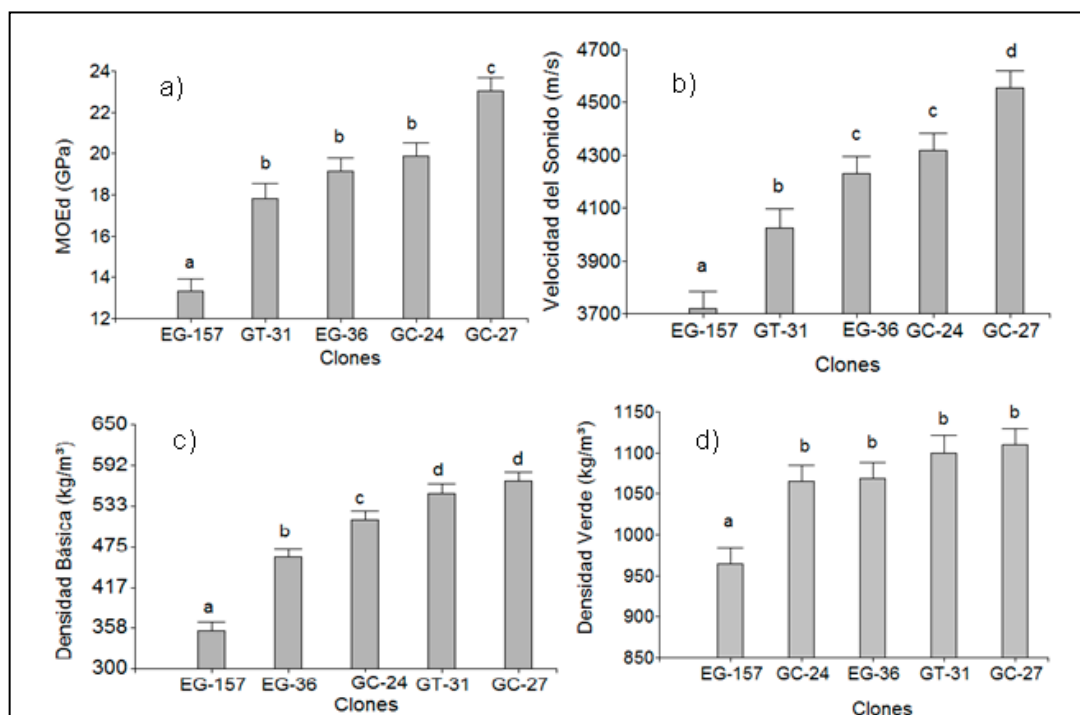 a)
MOEd (GPa)
24
22
20
18
16
14
12
a
b
b
b
c
EG-157 GT-31 EG-36 GC-24 GC-27
Clones
b)
Velocidad del Sonido (m/s)
4700
4500
4300
4100
3900
3700
a
b
c
c
d
EG-157 GT-31 EG-36 GC-24 GC-27
Clones
c)
Densidad Básica (kg/m³)
650
592
533
475
417
358
300
a
b
c
d
d
EG-157 EG-36 GC-24 GT-31 GC-27
Clones
d)
Densidad Verde (kg/m³)
1150
1100
1050
1000
950
900
850
a
b
b
b
b
EG-157 GC-24 EG-36 GT-31 GC-27
Clones